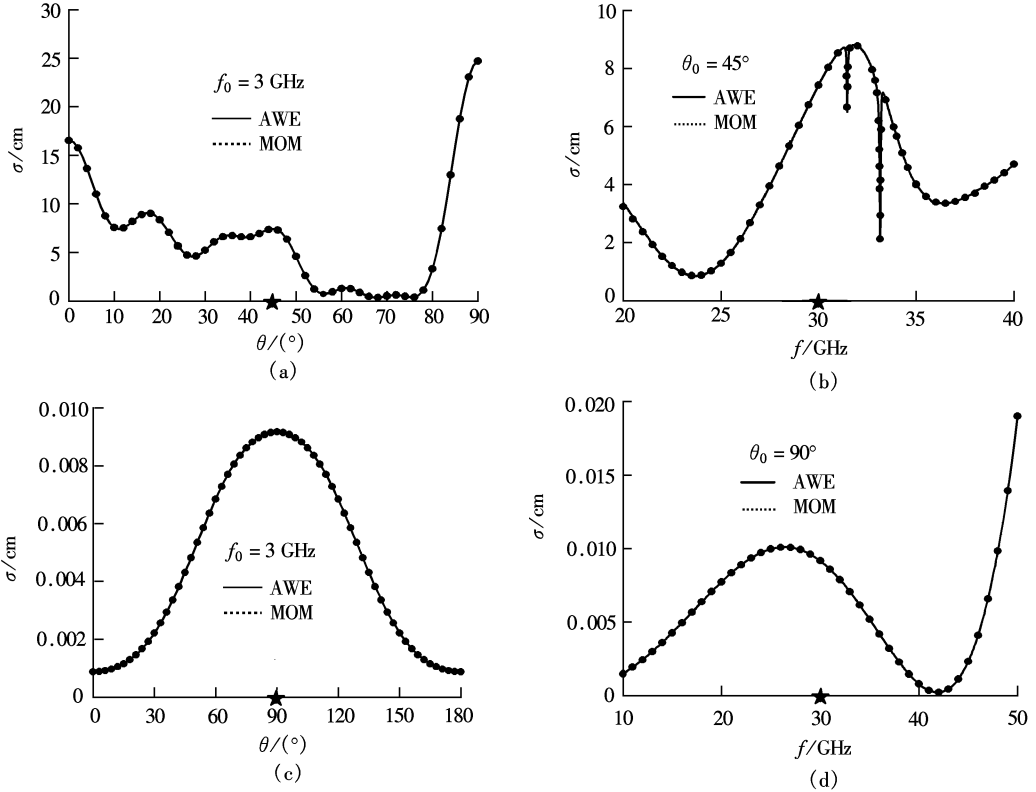 30
25
20
15
10
5
0
σ/cm
f₀ = 3 GHz
AWE
MOM
0 10 20 30 40 50 60 70 80 90
θ/(°)
(a)
10
8
6
4
2
0
σ/cm
θ₀ = 45°
AWE
MOM
20 25 30 35 40
f/GHz
(b)
0.010
0.008
0.006
0.004
0.002
0
σ/cm
f₀ = 3 GHz
AWE
MOM
0 30 60 90 120 150 180
θ/(°)
(c)
0.020
0.015
0.010
0.005
0
σ/cm
θ₀ = 90°
AWE
MOM
10 20 30 40 50
f/GHz
(d)